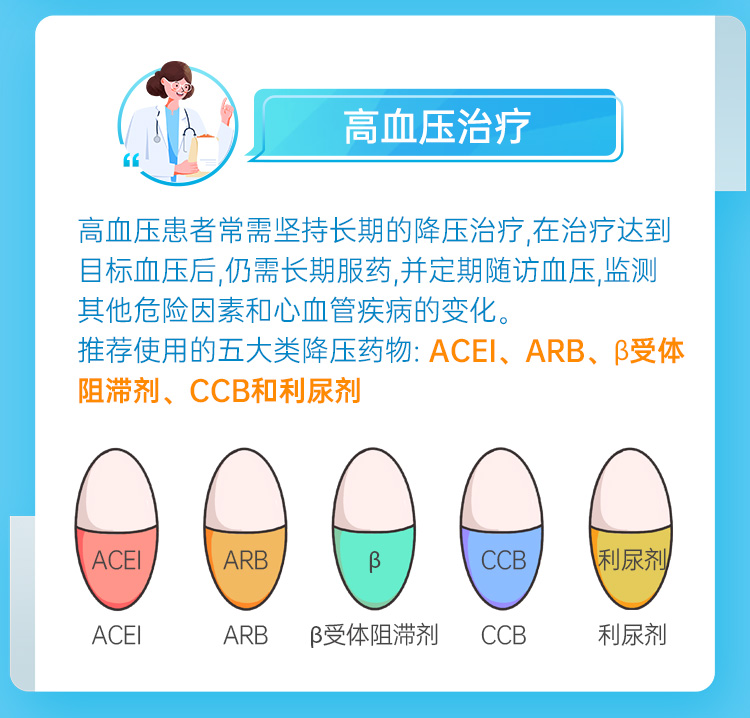 高血压治疗
高血压患者常需坚持长期的降压治疗,在治疗达到
目标血压后,仍需长期服药,并定期随访血压,监测
其他危险因素和心血管疾病的变化。
推荐使用的五大类降压药物: ACEI、ARB、β受体
阻滞剂、CCB和利尿剂
ACEI ARB β CCB 利尿剂
ACEI ARB β受体阻滞剂 CCB 利尿剂